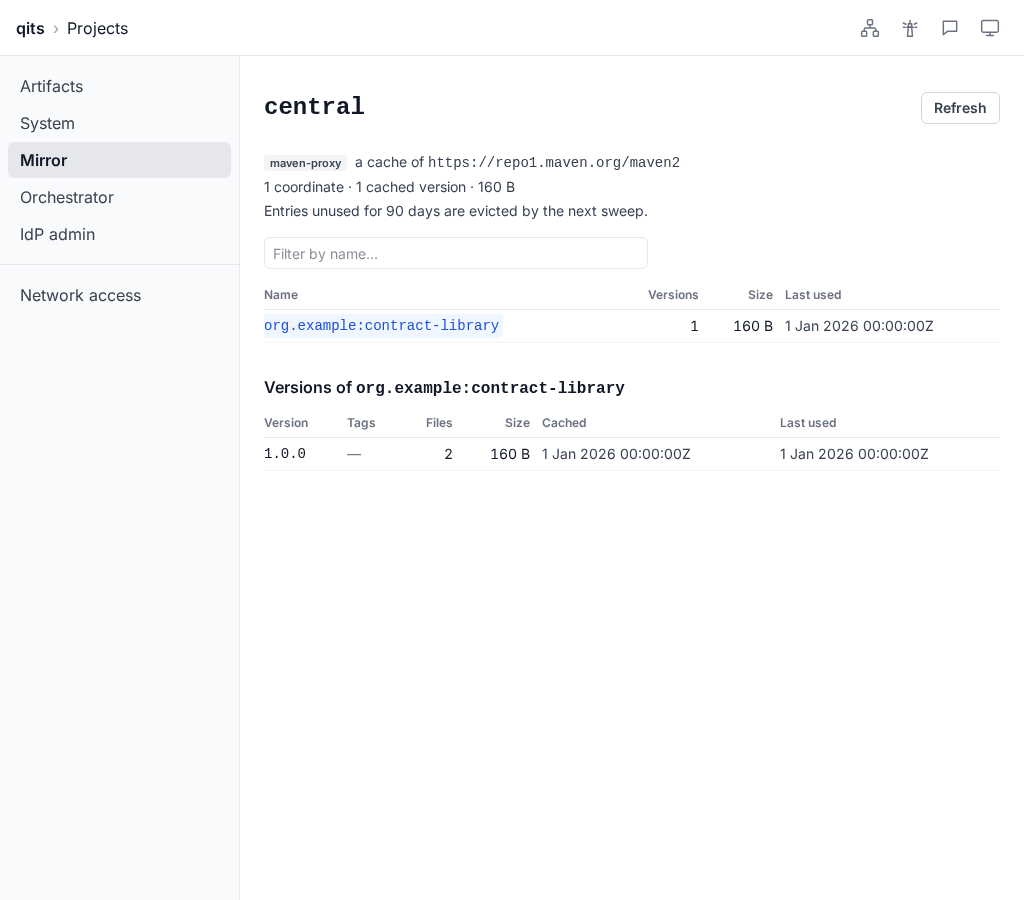 qits › Projects
Artifacts
System
Mirror
Orchestrator
IdP admin
Network access
central
Refresh
maven-proxy a cache of https://repo1.maven.org/maven2
1 coordinate · 1 cached version · 160 B
Entries unused for 90 days are evicted by the next sweep.
Filter by name...
Name Versions Size Last used
org.example:contract-library 1 160 B 1 Jan 2026 00:00:00Z
Versions of org.example:contract-library
Version Tags Files Size Cached Last used
1.0.0 — 2 160 B 1 Jan 2026 00:00:00Z 1 Jan 2026 00:00:00Z